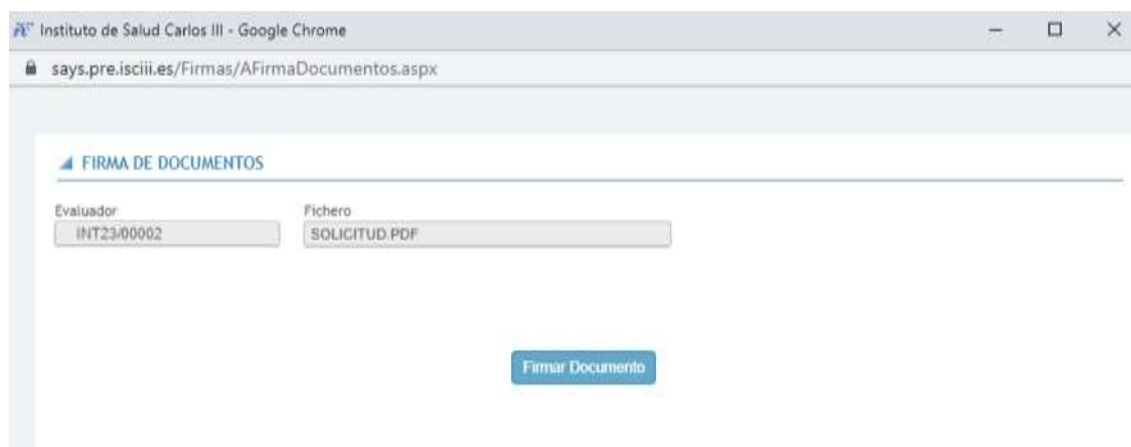 Instituto de Salud Carlos III - Google Chrome
says.pre.isciii.es/Firmas/AFirmaDocumentos.aspx
FIRMA DE DOCUMENTOS
Evaluador Fichero
INT23/00002 SOLICITUD.PDF
Firmar Documento